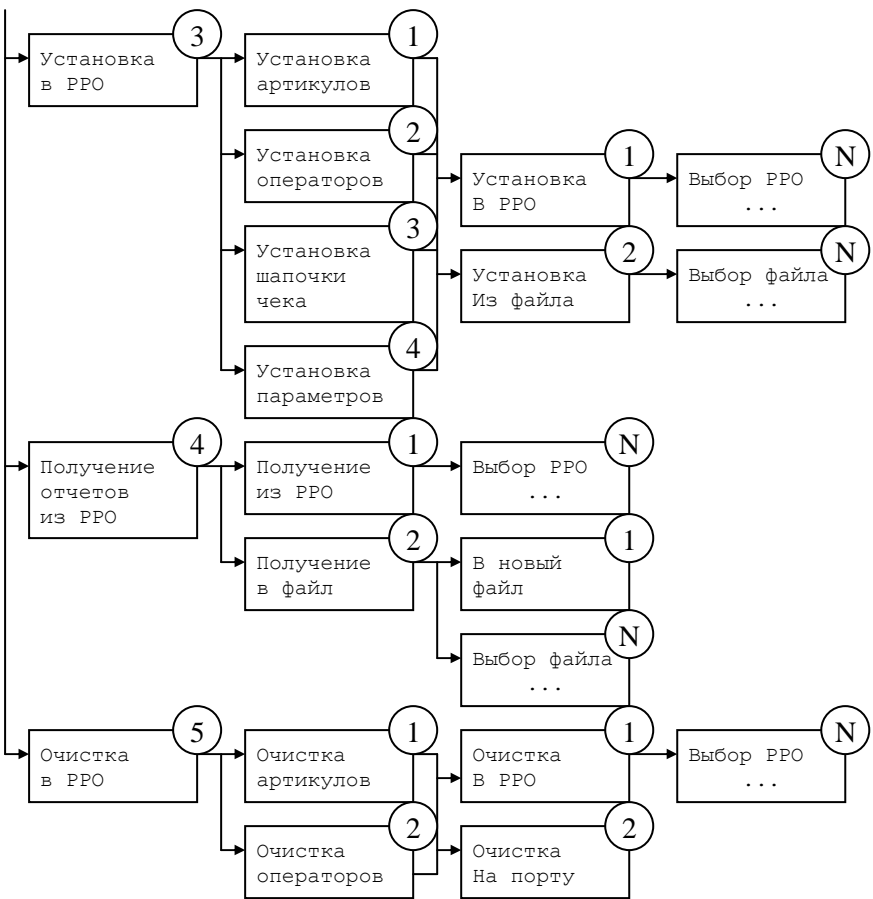 3
Установка
в РРО
1
Установка
артикулов
2
Установка
операторов
3
Установка
шапочки
чека
4
Установка
параметров
1
Установка
В РРО
N
Выбор РРО
...
2
Установка
Из файла
N
Выбор файла
...
4
Получение
отчетов
из РРО
1
Получение
из РРО
N
Выбор РРО
...
2
Получение
в файл
1
В новый
файл
N
Выбор файла
...
5
Очистка
в РРО
1
Очистка
артикулов
2
Очистка
операторов
1
Очистка
В РРО
N
Выбор РРО
...
2
Очистка
На порту